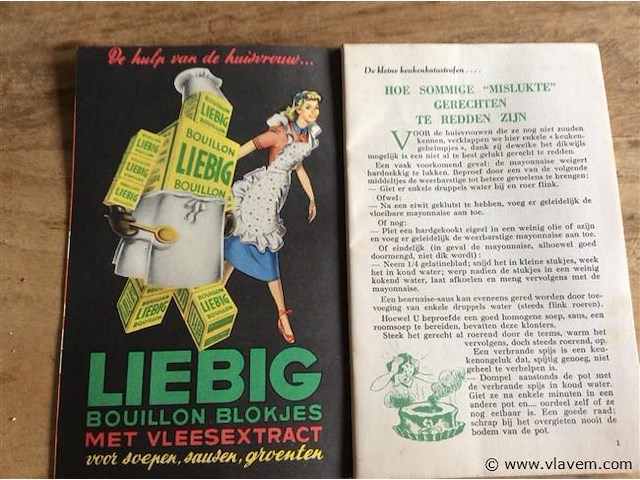 De hulp van de huisvrouw...
BOUILLON
LIEBIG
BOUILLON
BOUILLON
LIEBIG
BOUILLON
LIEBIG
LIEBIG
LIEBIG
LIEBIG
LIEBIG
LIEBIG
BOUILLON BLOKJES
MET VLEESEXTRACT
voor soepen, sausen, groenten
De kleine keukenkatastrofen....
HOE SOMMIGE "MISLUKTE"
GERECHTEN
TE REDDEN ZIJN
VOOR de huisvrouwen die ze nog niet zouden
kennen, verklappen we hier enkele « keuken-
geheimpjes », dank zij dewelke het dikwijls
mogelijk is een niet al te best gelukt gerecht te redden.
Een vaak voorkomend geval: de mayonnaise weigert
hardnekkig te lukken. Beproef door een van de volgende
middeltjes de weerbarstige tot betere gevoelens te brengen:
— Giet er enkele druppels water bij en roer flink.
Ofwel:
— Na een eiwit geklutst te hebben, voeg er geleidelijk de
vloeibare mayonnaise aan toe.
Of nog:
— Plet een hardgekookt eigeel in een weinig olie of azijn
en voeg er geleidelijk de weerbarstige mayonnaise aan toe.
Of eindelijk (in geval de mayonnaise, alhoewel goed
doormengd, niet dik wordt):
— Neem 1/4 gelatineblad; snijd het in kleine stukjes, week
het in koud water; werp nadien de stukjes in een weinig
kokend water, laat afkoelen en meng vervolgens met de
mayonnaise.
Een bearnaise-saus kan eveneens gered worden door toe-
voeging van enkele druppels water (steeds flink roeren).
Hoewel U beproefde een goed homogene soep, saus, een
roomsoep te bereiden, bevatten deze klonters.
Steek het gerecht al roerend door de teems, warm het
vervolgens, doch steeds roerend, op.
Een verbrande spijs is een keu-
kenongeluk dat, spijtig genoeg, niet
geheel te verhelpen is.
— Dompel aanstonds de pot met
de verbrande spijs in koud water.
Giet ze na enkele minuten in een
andere pot en.... oordeel zelf of ze
nog eetbaar is. Een goede raad:
schrap bij het overgieten nooit de
bodem van de pot.
1
© www.vlavem.com